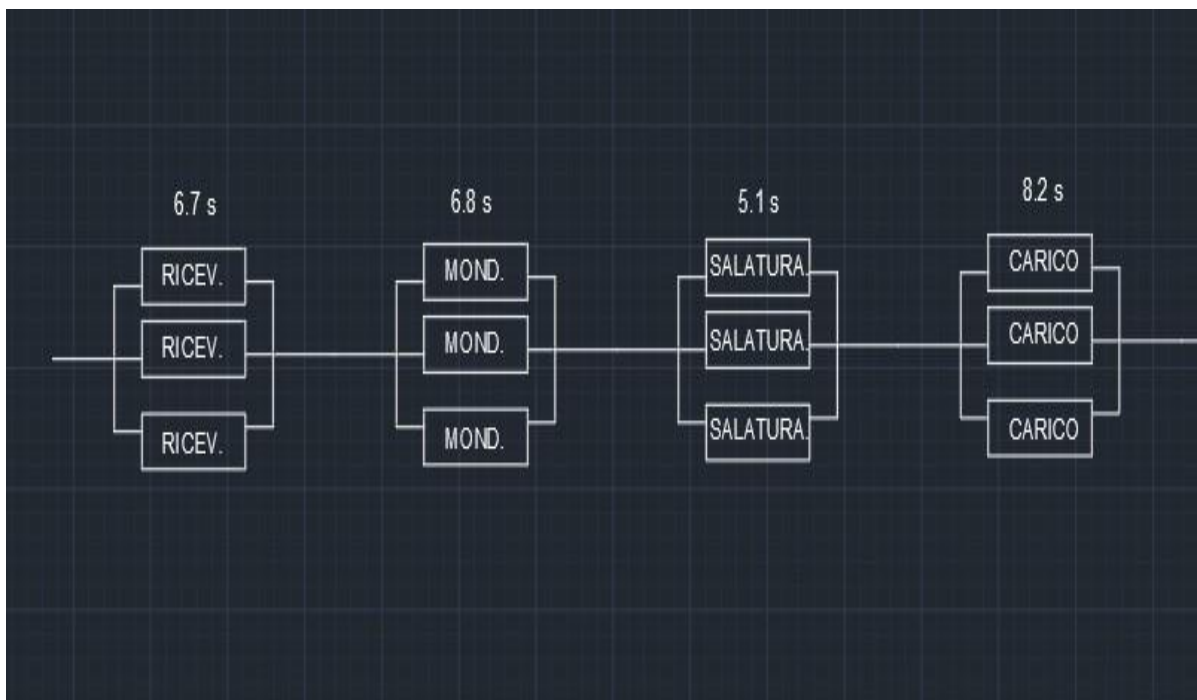 6.7 s
6.8 s
5.1 s
8.2 s
RICEV.
MOND.
SALATURA.
CARICO
RICEV.
MOND.
SALATURA.
CARICO
RICEV.
MOND.
SALATURA.
CARICO